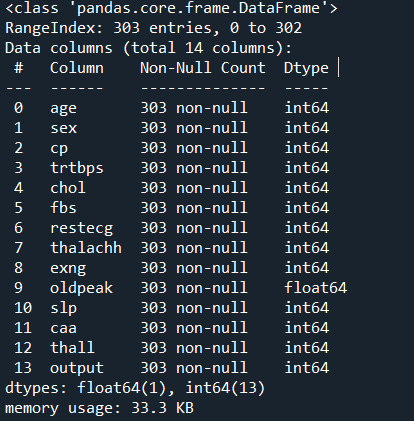 <class 'pandas.core.frame.DataFrame'>
RangeIndex: 303 entries, 0 to 302
Data columns (total 14 columns):
 #   Column    Non-Null Count  Dtype
---  ------    --------------  -----
 0   age       303 non-null    int64
 1   sex       303 non-null    int64
 2   cp        303 non-null    int64
 3   trtbps    303 non-null    int64
 4   chol      303 non-null    int64
 5   fbs       303 non-null    int64
 6   restecg   303 non-null    int64
 7   thalachh  303 non-null    int64
 8   exng      303 non-null    int64
 9   oldpeak   303 non-null    float64
 10  slp       303 non-null    int64
 11  caa       303 non-null    int64
 12  thall     303 non-null    int64
 13  output    303 non-null    int64
dtypes: float64(1), int64(13)
memory usage: 33.3 KB